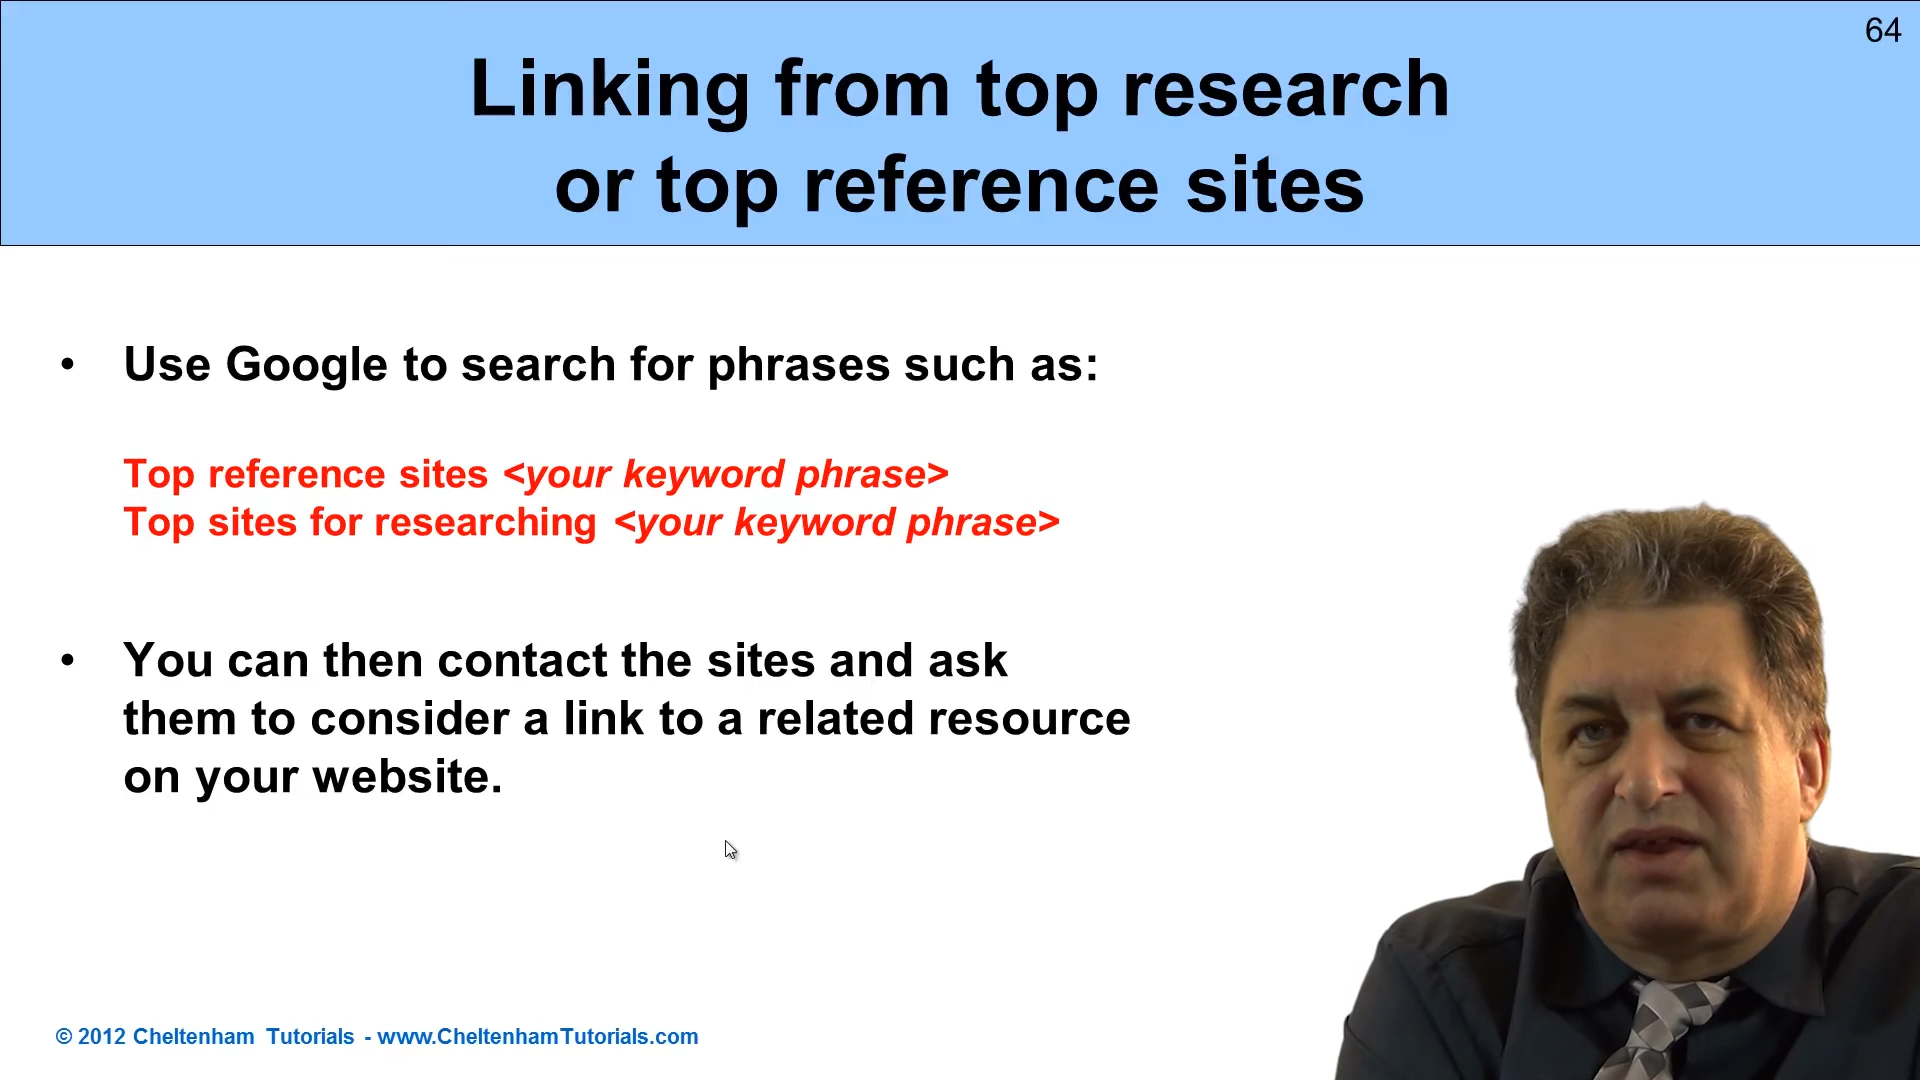 64
Linking from top research
or top reference sites
• Use Google to search for phrases such as:
Top reference sites <your keyword phrase>
Top sites for researching <your keyword phrase>
• You can then contact the sites and ask
them to consider a link to a related resource
on your website.
© 2012 Cheltenham Tutorials - www.CheltenhamTutorials.com